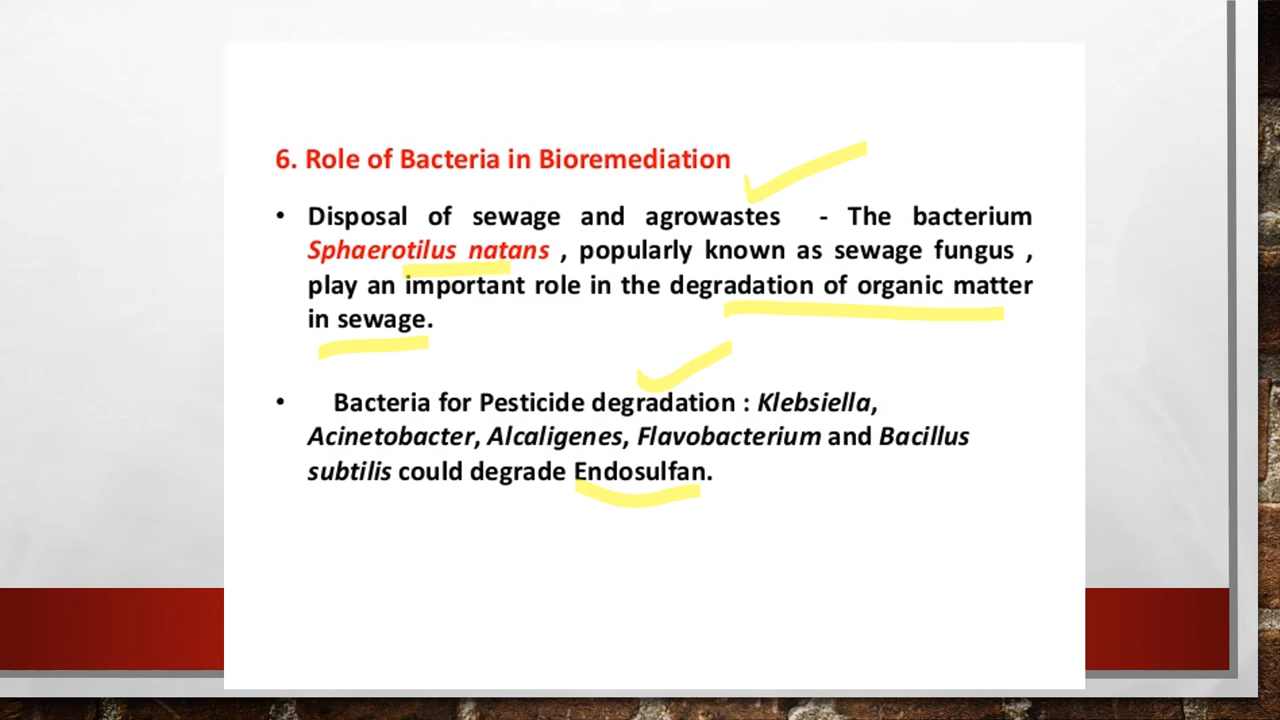 6. Role of Bacteria in Bioremediation
• Disposal of sewage and agrowastes - The bacterium
Sphaerotilus natans , popularly known as sewage fungus ,
play an important role in the degradation of organic matter
in sewage.
• Bacteria for Pesticide degradation : Klebsiella,
Acinetobacter, Alcaligenes, Flavobacterium and Bacillus
subtilis could degrade Endosulfan.